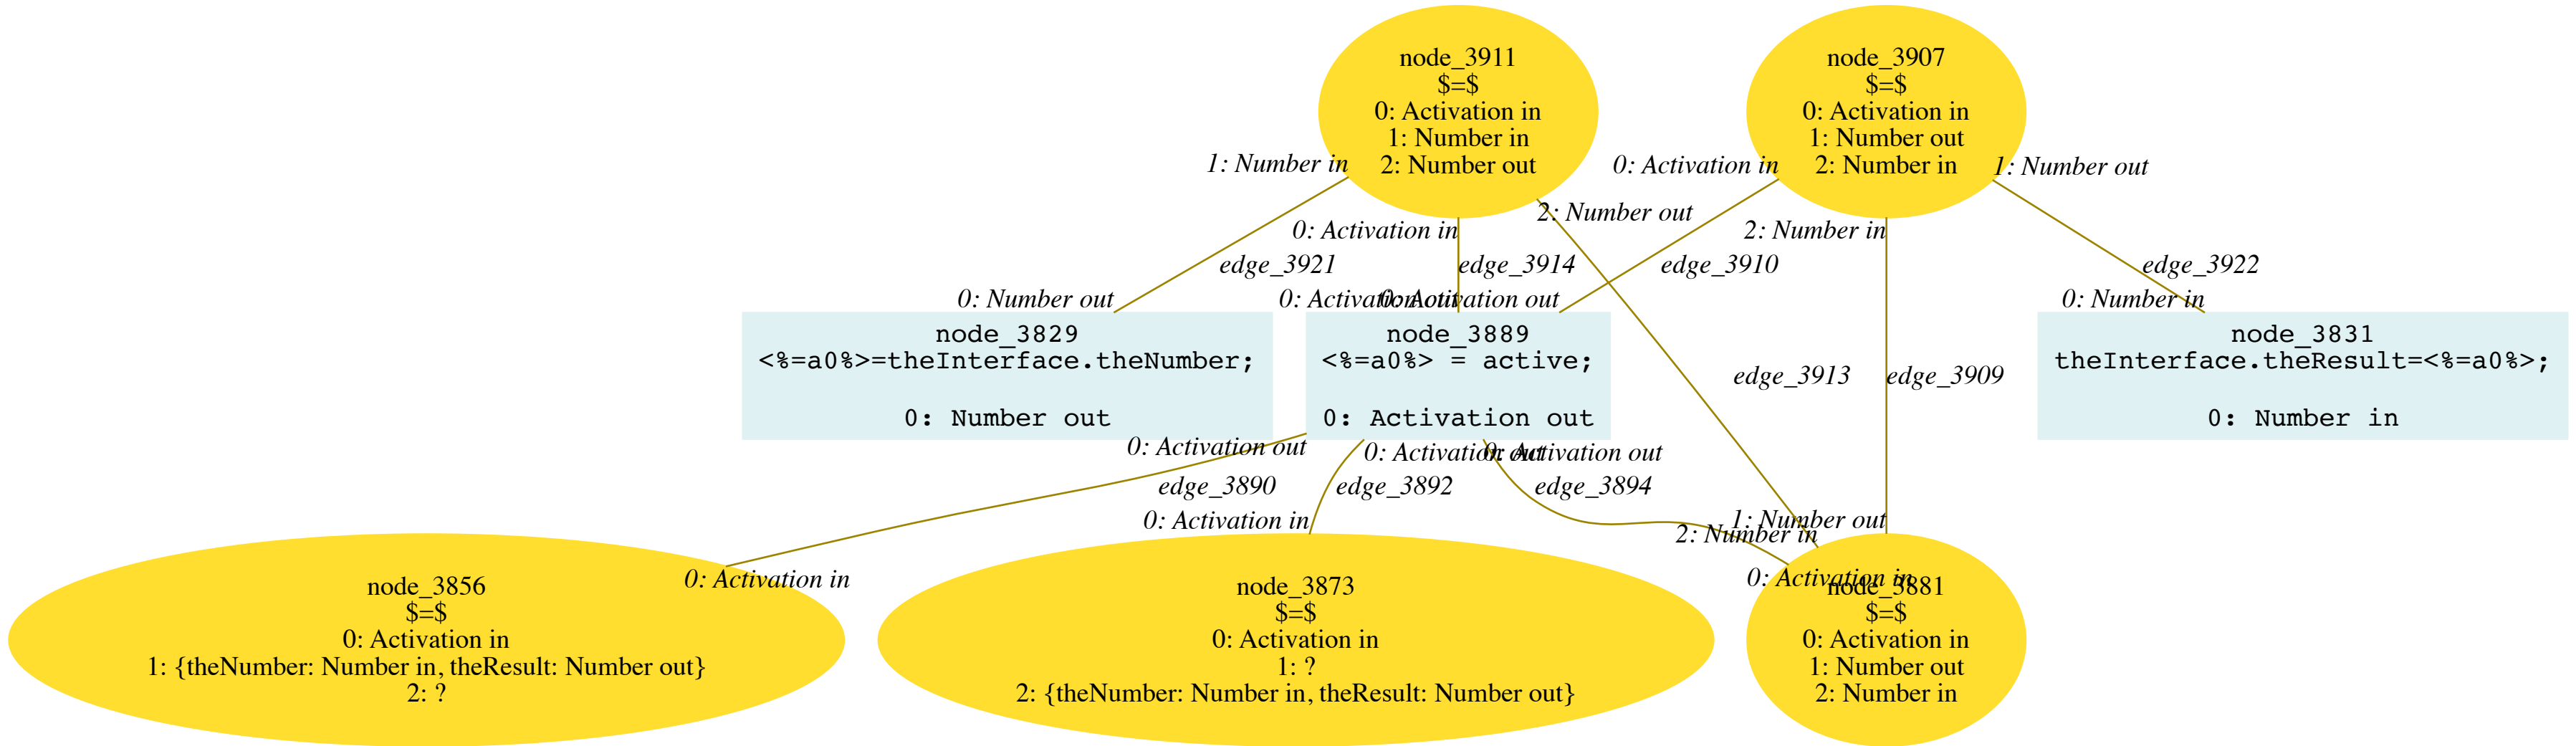 node_3911
$=$
0: Activation in
1: Number in
2: Number out
node_3907
$=$
0: Activation in
1: Number out
2: Number in
1: Number in
0: Activation in
1: Number out
2: Number out
0: Activation in
2: Number in
edge_3921
edge_3914
edge_3910
edge_3922
0: Number out
0: Activation out
0: Activation out
0: Number in
node_3829
<%=a0%>=theInterface.theNumber;
0: Number out
node_3889
<%=a0%> = active;
0: Activation out
node_3831
theInterface.theResult=<%=a0%>;
0: Number in
edge_3913
edge_3909
0: Activation out
0: Activation out
0: Activation out
edge_3890
edge_3892
edge_3894
0: Activation in
1: Number out
2: Number in
0: Activation in
0: Activation in
node_3856
$=$
0: Activation in
1: {theNumber: Number in, theResult: Number out}
2: ?
node_3873
$=$
0: Activation in
1: ?
2: {theNumber: Number in, theResult: Number out}
node_3881
$=$
0: Activation in
1: Number out
2: Number in